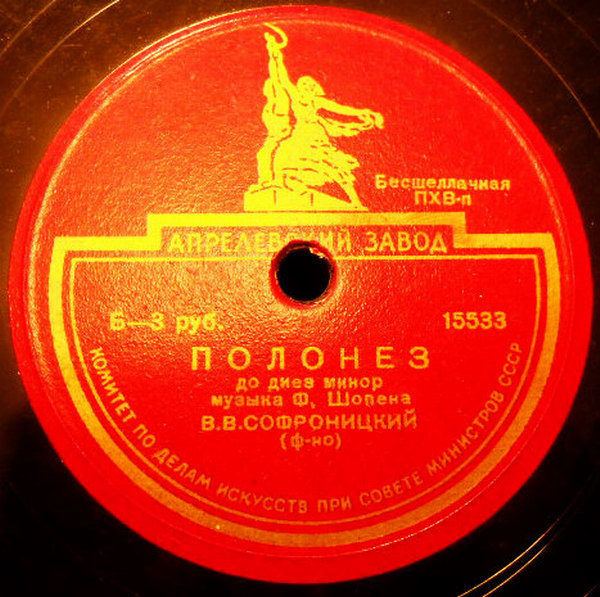 Бесшеллачная
ПХВ-п
АПРЕЛЕВСКИЙ ЗАВОД
Б—3 руб.
15533
ПОЛОНЕЗ
до диез минор
музыка Ф. Шопена
В.В.СОФРОНИЦКИЙ
(ф-но)
КОМИТЕТ ПО ДЕЛАМ ИСКУССТВ ПРИ СОВЕТЕ МИНИСТРОВ СССР